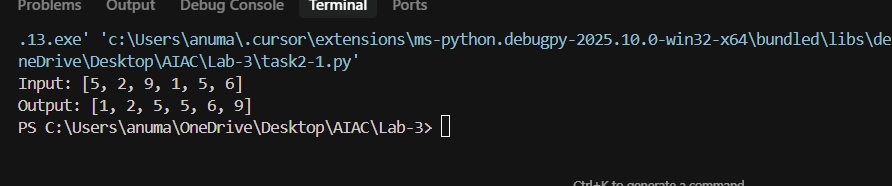 Problems Output Debug Console Terminal Ports
.13.exe' 'c:\Users\anuma\.cursor\extensions\ms-python.debugpy-2025.10.0-win32-x64\bundled\libs\de
neDrive\Desktop\AIAC\Lab-3\task2-1.py'
Input: [5, 2, 9, 1, 5, 6]
Output: [1, 2, 5, 5, 6, 9]
PS C:\Users\anuma\OneDrive\Desktop\AIAC\Lab-3>
Ctrl+K to generate a command